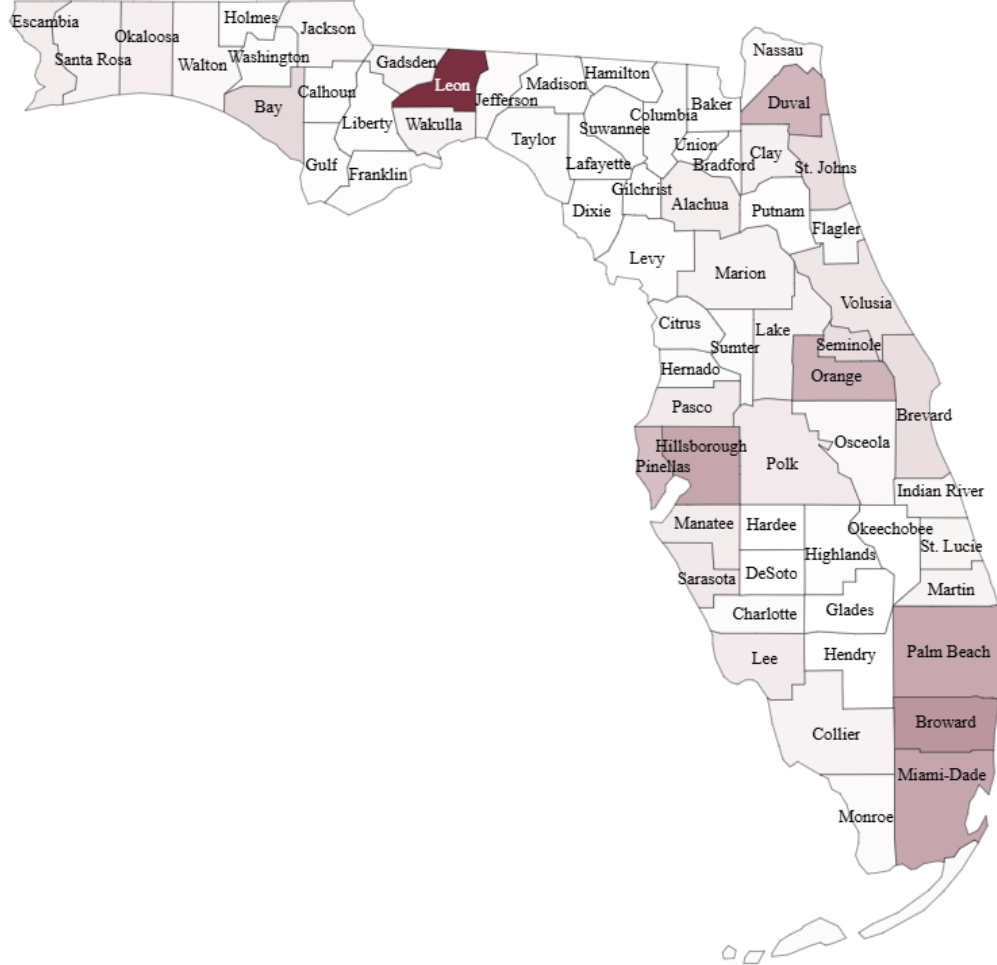 Escambia
Santa Rosa
Okaloosa
Walton
Holmes
Washington
Jackson
Bay
Calhoun
Gulf
Liberty
Gadsden
Franklin
Leon
Wakulla
Jefferson
Madison
Taylor
Hamilton
Suwannee
Lafayette
Columbia
Dixie
Gilchrist
Baker
Union
Bradford
Nassau
Duval
Clay
St. Johns
Alachua
Putnam
Flagler
Levy
Marion
Volusia
Citrus
Sumter
Lake
Seminole
Orange
Hernado
Pasco
Brevard
Hillsborough
Pinellas
Polk
Osceola
Indian River
Manatee
Hardee
Okeechobee
St. Lucie
Highlands
Sarasota
DeSoto
Martin
Charlotte
Glades
Lee
Hendry
Palm Beach
Collier
Broward
Miami-Dade
Monroe